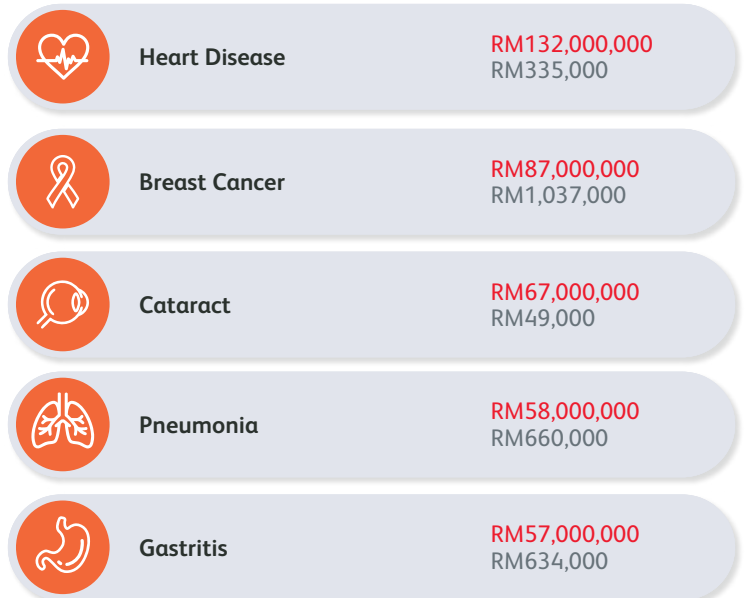 Heart Disease
RM132,000,000
RM335,000
Breast Cancer
RM87,000,000
RM1,037,000
Cataract
RM67,000,000
RM49,000
Pneumonia
RM58,000,000
RM660,000
Gastritis
RM57,000,000
RM634,000